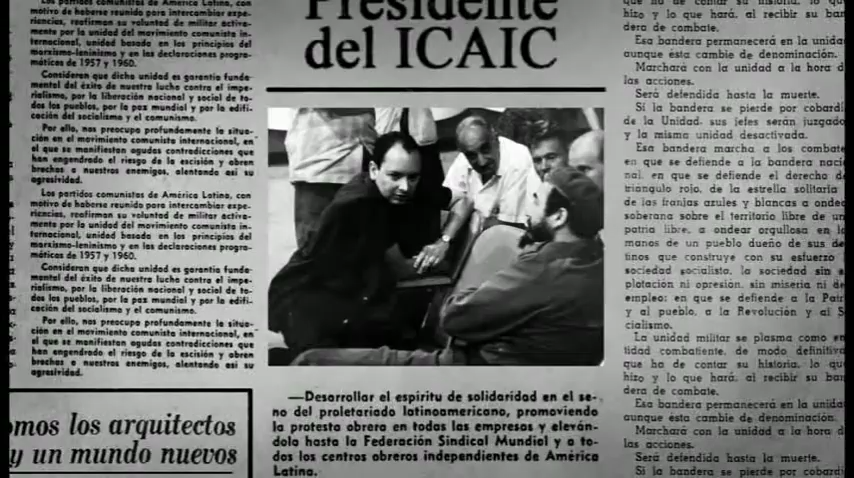 Presidente
del ICAIC
Los partidos comunistas de América Latina, con
motivo de haberse reunido para intercambiar expe-
riencias, reafirman su voluntad de militar activa-
mente por la unidad del movimiento comunista in-
ternacional, unidad basada en los principios del
marxismo-leninismo y en las declaraciones progra-
máticas de 1957 y 1960.
Consideran que dicha unidad es garantía funda-
mental del éxito de nuestra lucha contra el impe-
rialismo, por la liberación nacional y social de to-
dos los pueblos, por la paz mundial y por la edifi-
cación del socialismo y el comunismo.
Por ello, nos preocupa profundamente la situa-
ción en el movimiento comunista internacional, en
el que se manifiestan agudas contradicciones que
han engendrado el riesgo de la escisión y abren
brechas a nuestros enemigos, alentando así su
agresividad.
Los partidos comunistas de América Latina, con
motivo de haberse reunido para intercambiar expe-
riencias, reafirman su voluntad de militar activa-
mente por la unidad del movimiento comunista in-
ternacional, unidad basada en los principios del
marxismo-leninismo y en las declaraciones progra-
máticas de 1957 y 1960.
Consideran que dicha unidad es garantía funda-
mental del éxito de nuestra lucha contra el impe-
rialismo, por la liberación nacional y social de to-
dos los pueblos, por la paz mundial y por la edifi-
cación del socialismo y el comunismo.
Por ello, nos preocupa profundamente la situa-
ción en el movimiento comunista internacional, en
el que se manifiestan agudas contradicciones que
han engendrado el riesgo de la escisión y abren
brechas a nuestros enemigos, alentando así su
agresividad.
omos los arquitectos
y un mundo nuevos
—Desarrollar el espíritu de solidaridad en el se-
no del proletariado latinoamericano, promoviendo
la protesta obrera en todas las empresas y eleván-
dola hasta la Federación Sindical Mundial y a to-
dos los centros obreros independientes de América
Latina.
que ha de contar su historia, lo qu
hizo y lo que hará, al recibir su ban
dera de combate.
Esa bandera permanecerá en la unida
aunque ésta cambie de denominación.
Marchará con la unidad a la hora d
las acciones.
Será defendida hasta la muerte.
Si la bandera se pierde por cobardí
de la Unidad, sus jefes serán juzgado
y la misma unidad desactivada.
Esa bandera marcha a los combate
en que se defiende a la bandera naci
nal, en que se defiende el derecho d
triángulo rojo, de la estrella solitaria
de las franjas azules y blancas a onde
soberana sobre el territorio libre de un
patria libre, a ondear orgullosa en la
manos de un pueblo dueño de sus de
tinos que construye con su esfuerzo
sociedad socialista, la sociedad sin e
plotación ni opresión, sin miseria ni de
empleo; en que se defiende a la Patr
y al pueblo, a la Revolución y al S
cialismo.
La unidad militar se plasma como en
tidad combatiente, de modo definitiva
que ha de contar su historia, lo que
hizo y lo que hará, al recibir su ban
dera de combate.
Esa bandera permanecerá en la unida
aunque ésta cambie de denominación.
Marchará con la unidad a la hora d
las acciones.
Será defendida hasta la muerte.
Si la bandera se pierde por cobardí